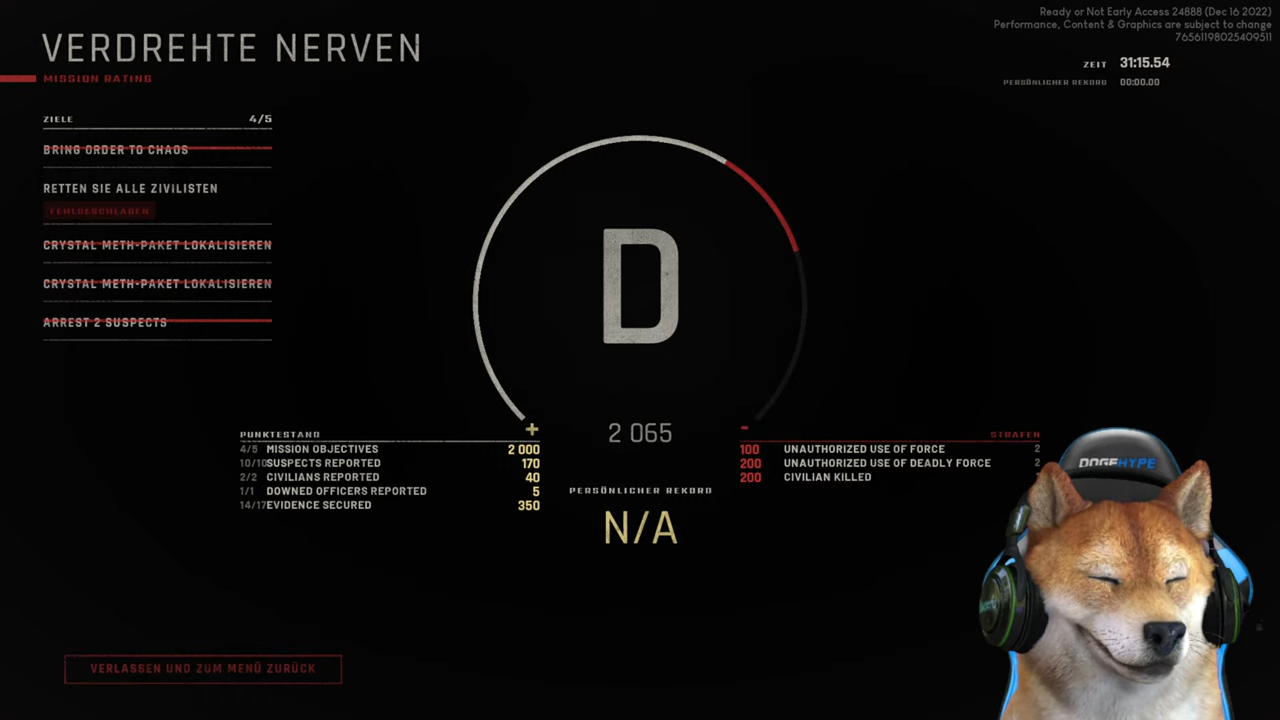 VERDREHTE NERVEN
MISSION RATING
Ready or Not Early Access 24888 (Dec 16 2022)
Performance, Content & Graphics are subject to change
76561198025409511
ZEIT 31:15.54
PERSÖNLICHER REKORD 00:00.00
ZIELE 4/5
BRING ORDER TO CHAOS
RETTEN SIE ALLE ZIVILISTEN
FEHLGESCHLAGEN
CRYSTAL METH-PAKET LOKALISIEREN
CRYSTAL METH-PAKET LOKALISIEREN
ARREST 2 SUSPECTS
D
2 065
PUNKTESTAND +
4/5 MISSION OBJECTIVES 2 000
10/10 SUSPECTS REPORTED 170
2/2 CIVILIANS REPORTED 40
1/1 DOWNED OFFICERS REPORTED 5
14/17 EVIDENCE SECURED 350
PERSÖNLICHER REKORD
N/A
- STRAFEN
100 UNAUTHORIZED USE OF FORCE 2
200 UNAUTHORIZED USE OF DEADLY FORCE 2
200 CIVILIAN KILLED
DOGEHYPE
VERLASSEN UND ZUM MENÜ ZURÜCK